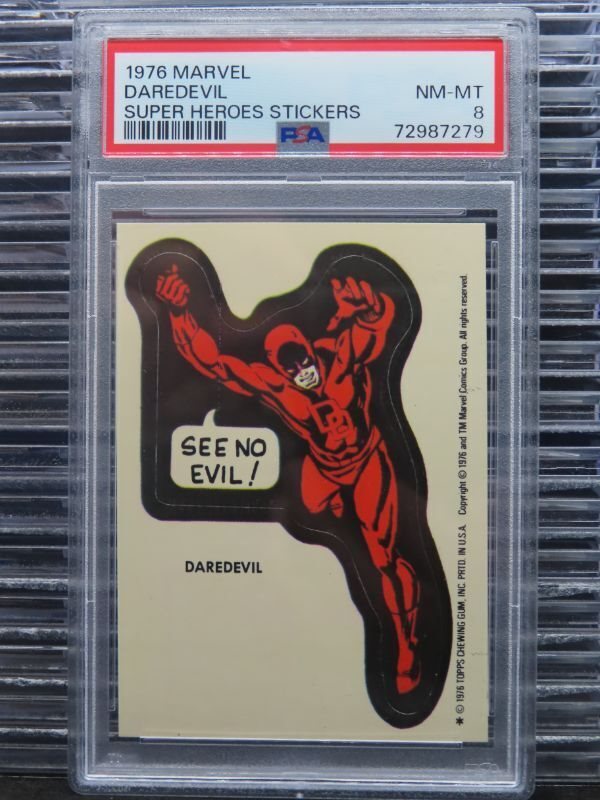 1976 MARVEL
DAREDEVIL NM-MT
SUPER HEROES STICKERS 8
PSA 72987279
SEE NO
EVIL!
DAREDEVIL
* © 1976 TOPPS CHEWING GUM, INC. PRTD. IN U.S.A. Copyright © 1976 and TM Marvel Comics Group. All rights reserved.
DD